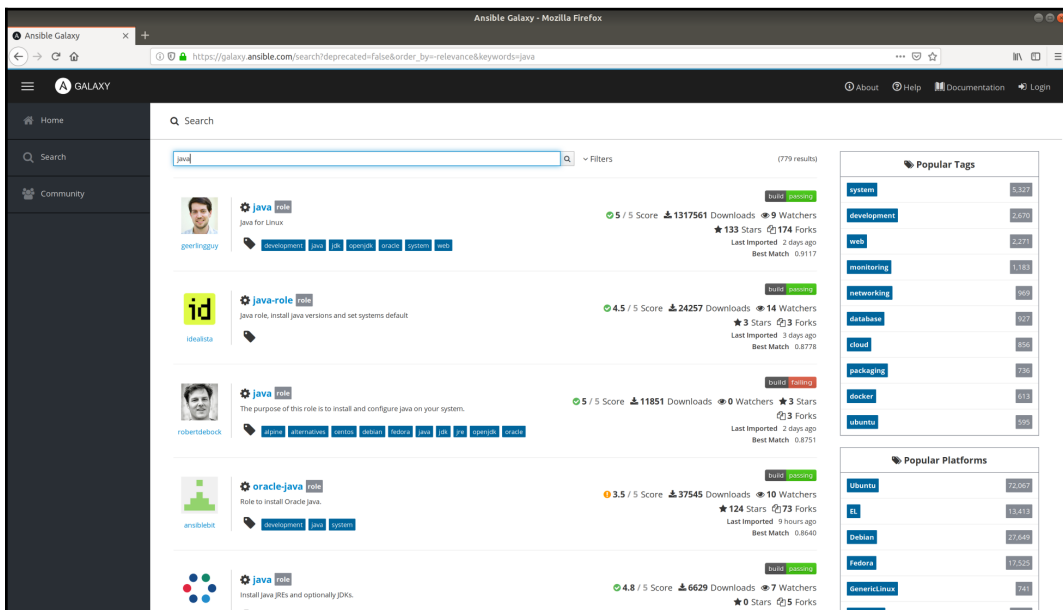 Ansible Galaxy - Mozilla Firefox
Ansible Galaxy × +
https://galaxy.ansible.com/search?deprecated=false&order_by=-relevance&keywords=java
A GALAXY
About Help Documentation Login
Home
Search
Community
Search
java Filters (779 results)
build passing
java role
Java for Linux
geerlingguy
development java jdk openjdk oracle system web
5 / 5 Score 1317561 Downloads 9 Watchers
133 Stars 174 Forks
Last Imported 2 days ago
Best Match 0.9117
build passing
id
java-role role
Java role, install java versions and set systems default
idealista
4.5 / 5 Score 24257 Downloads 14 Watchers
3 Stars 3 Forks
Last Imported 3 days ago
Best Match 0.8778
build failing
java role
The purpose of this role is to install and configure java on your system.
robertdebock
alpine alternatives centos debian fedora java jdk jre openjdk oracle
5 / 5 Score 11851 Downloads 0 Watchers 3 Stars
3 Forks
Last Imported 2 days ago
Best Match 0.8751
build passing
oracle-java role
Role to install Oracle Java.
ansiblebit
development java system
3.5 / 5 Score 37545 Downloads 10 Watchers
124 Stars 73 Forks
Last Imported 9 hours ago
Best Match 0.8640
build passing
java role
Install Java JREs and optionally JDKs.
4.8 / 5 Score 6629 Downloads 7 Watchers
0 Stars 5 Forks
Popular Tags
system 5,327
development 2,670
web 2,271
monitoring 1,183
networking 969
database 927
cloud 856
packaging 736
docker 613
ubuntu 595
Popular Platforms
Ubuntu 72,067
EL 13,413
Debian 27,649
Fedora 17,525
GenericLinux 741